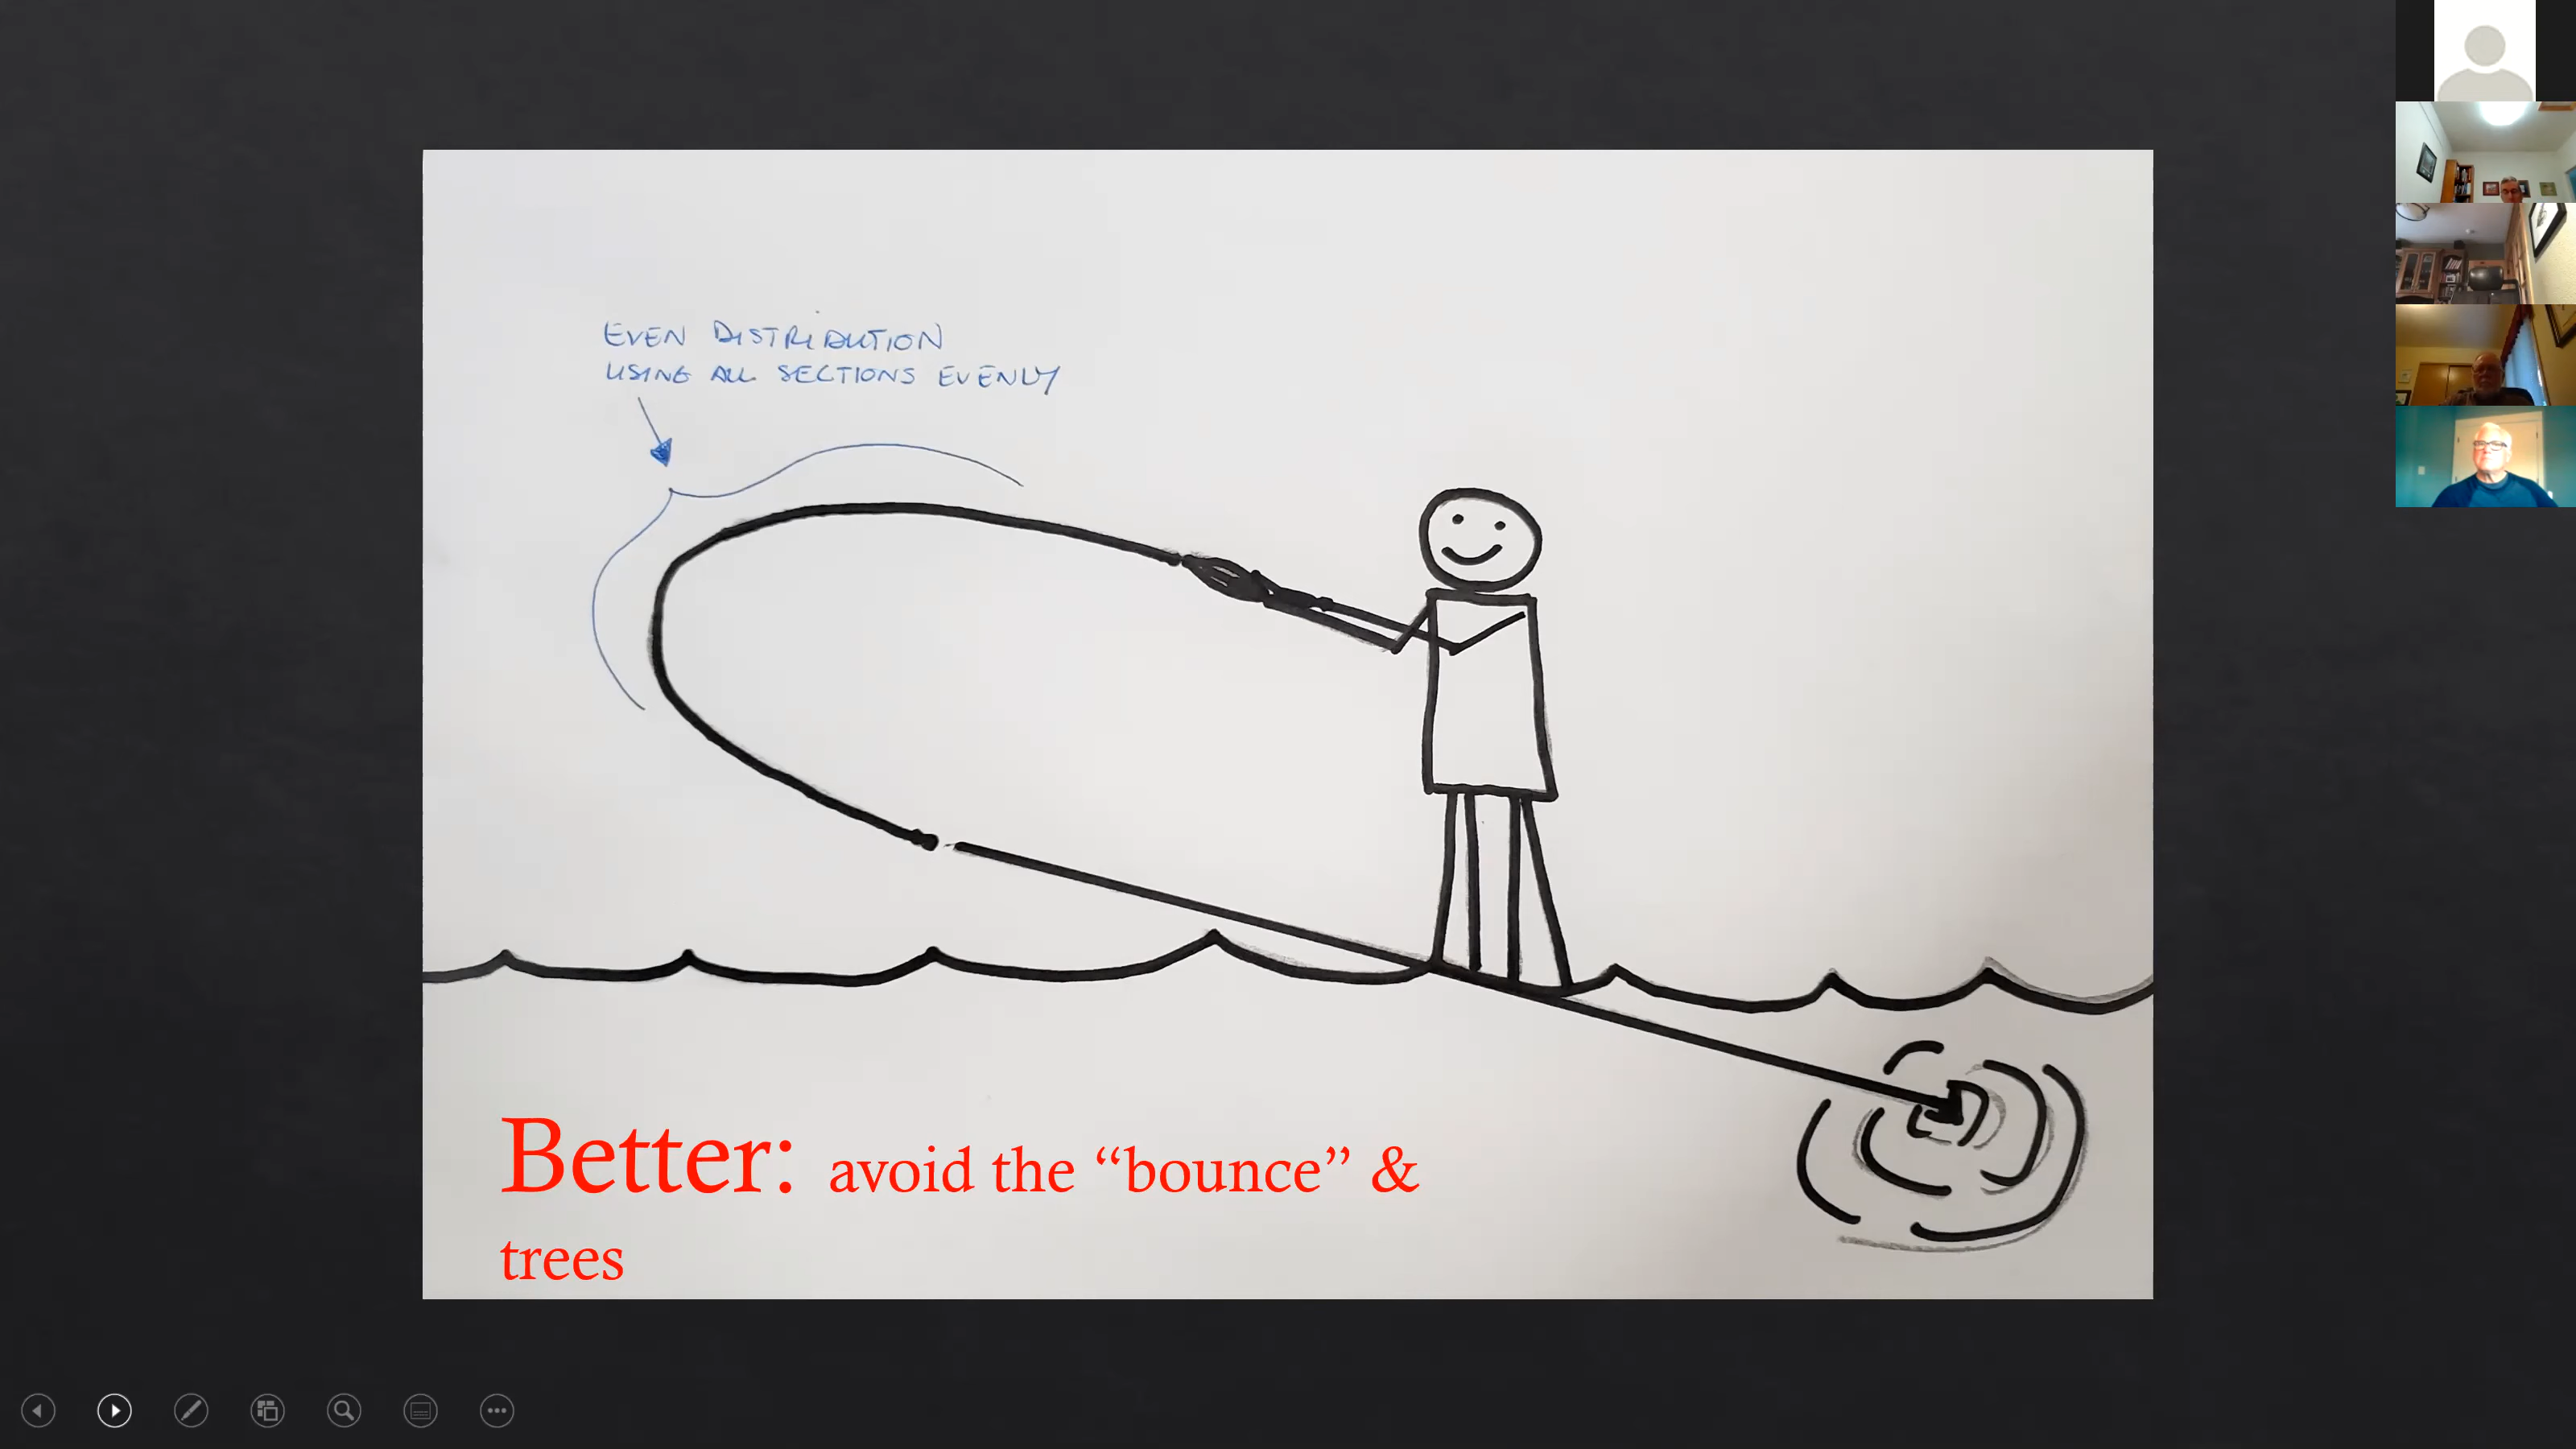 EVEN DISTRIBUTION
USING ALL SECTIONS EVENLY
Better: avoid the “bounce” &
trees